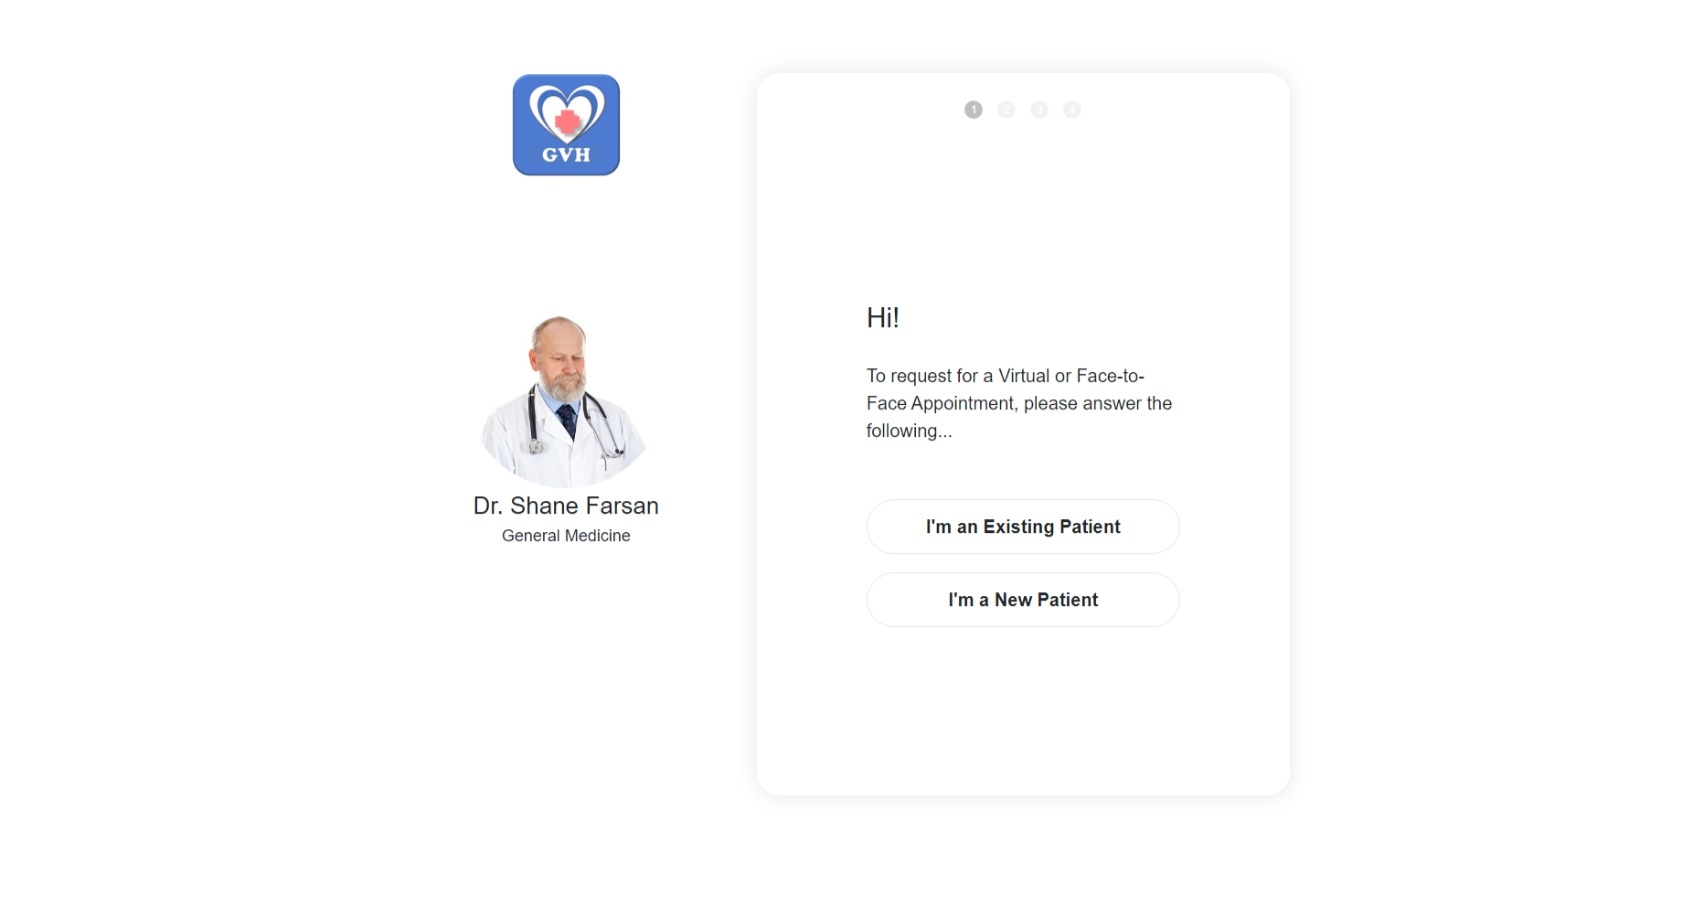 GVH
Dr. Shane Farsan
General Medicine
1 2 3 4
Hi!
To request for a Virtual or Face-to-
Face Appointment, please answer the
following...
I'm an Existing Patient
I'm a New Patient